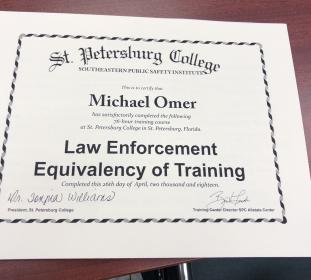 St. Petersburg College
SOUTHEASTERN PUBLIC SAFETY INSTITUTE
This is to certify that
Michael Omer
has satisfactorily completed the following
76-hour training course
at St. Petersburg College in St. Petersburg, Florida.
Law Enforcement
Equivalency of Training
Completed this 26th day of April, two thousand and eighteen.
Williams
President, St. Petersburg College
Training Center Director SPC Allstate Center